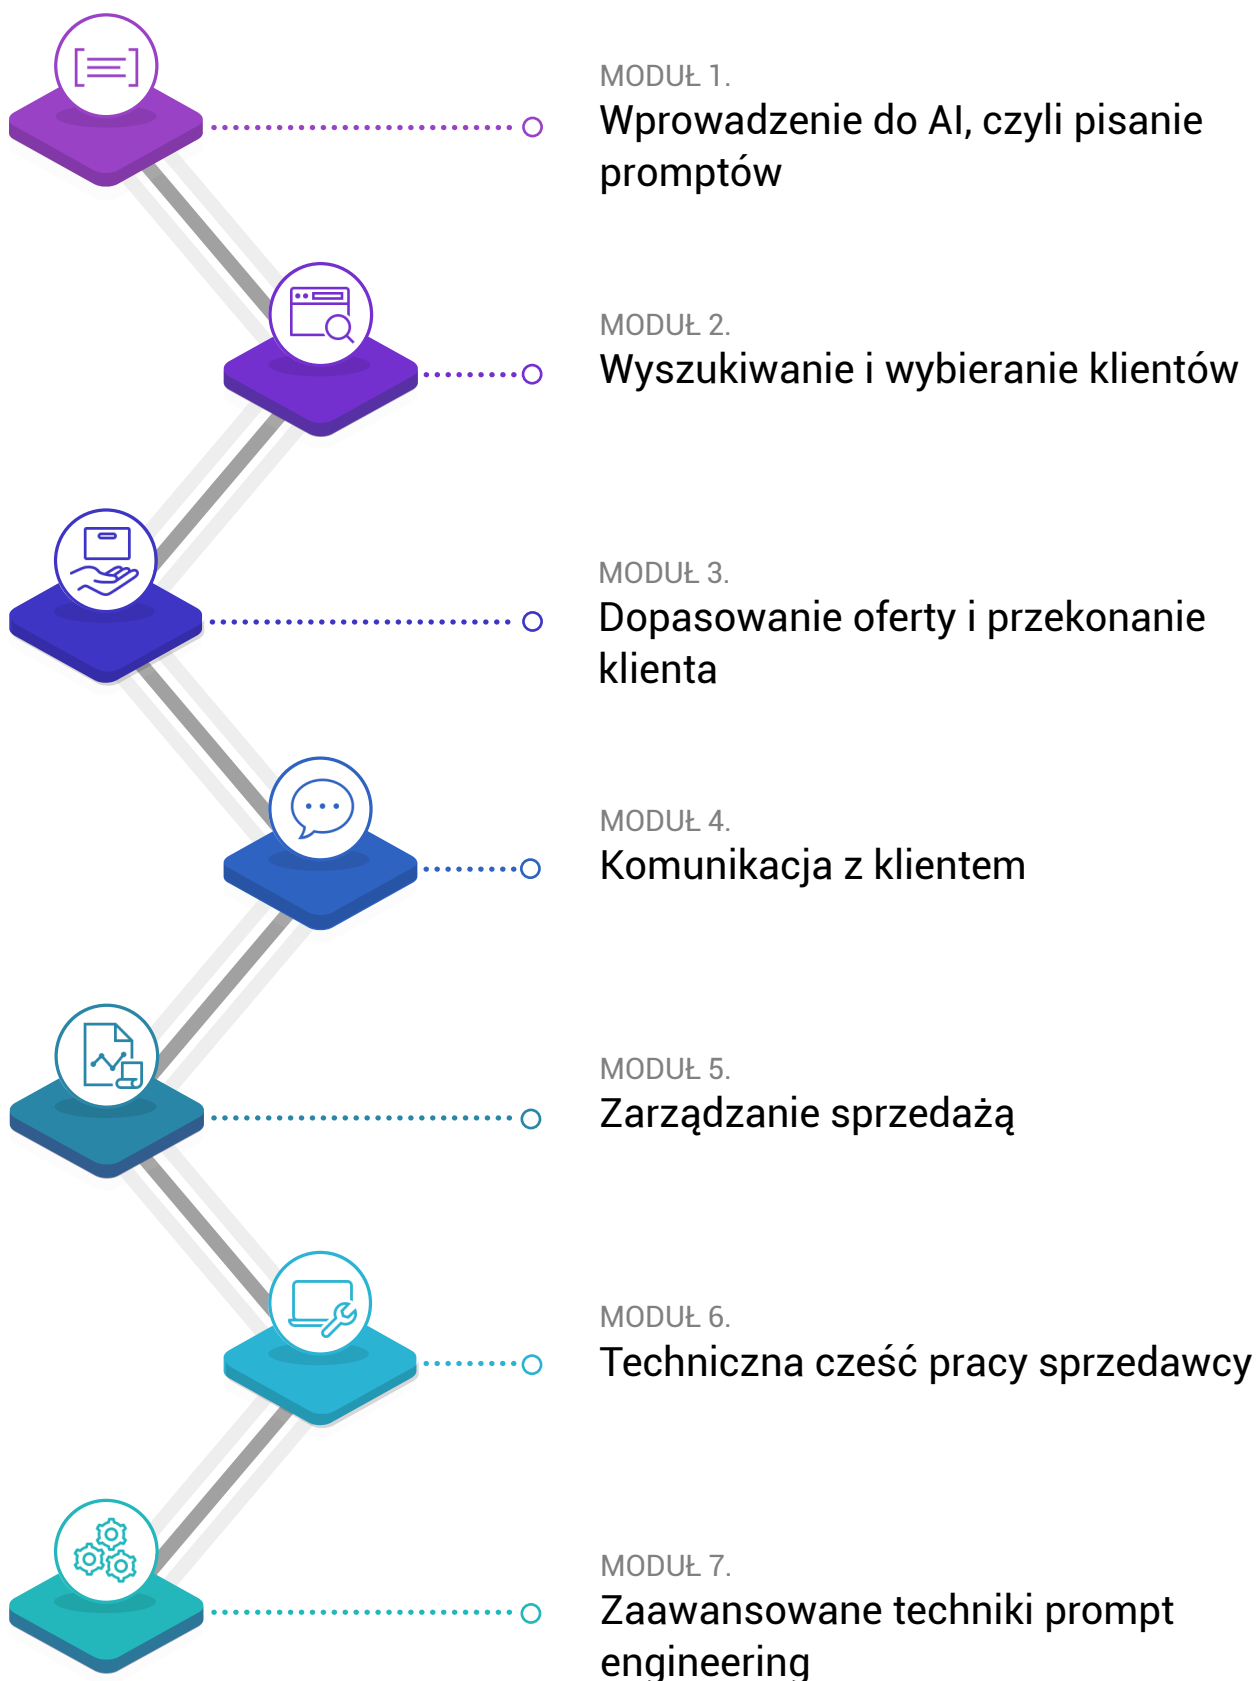 MODUŁ 1.
Wprowadzenie do AI, czyli pisanie
promptów
MODUŁ 2.
Wyszukiwanie i wybieranie klientów
MODUŁ 3.
Dopasowanie oferty i przekonanie
klienta
MODUŁ 4.
Komunikacja z klientem
MODUŁ 5.
Zarządzanie sprzedażą
MODUŁ 6.
Techniczna cześć pracy sprzedawcy
MODUŁ 7.
Zaawansowane techniki prompt
engineering